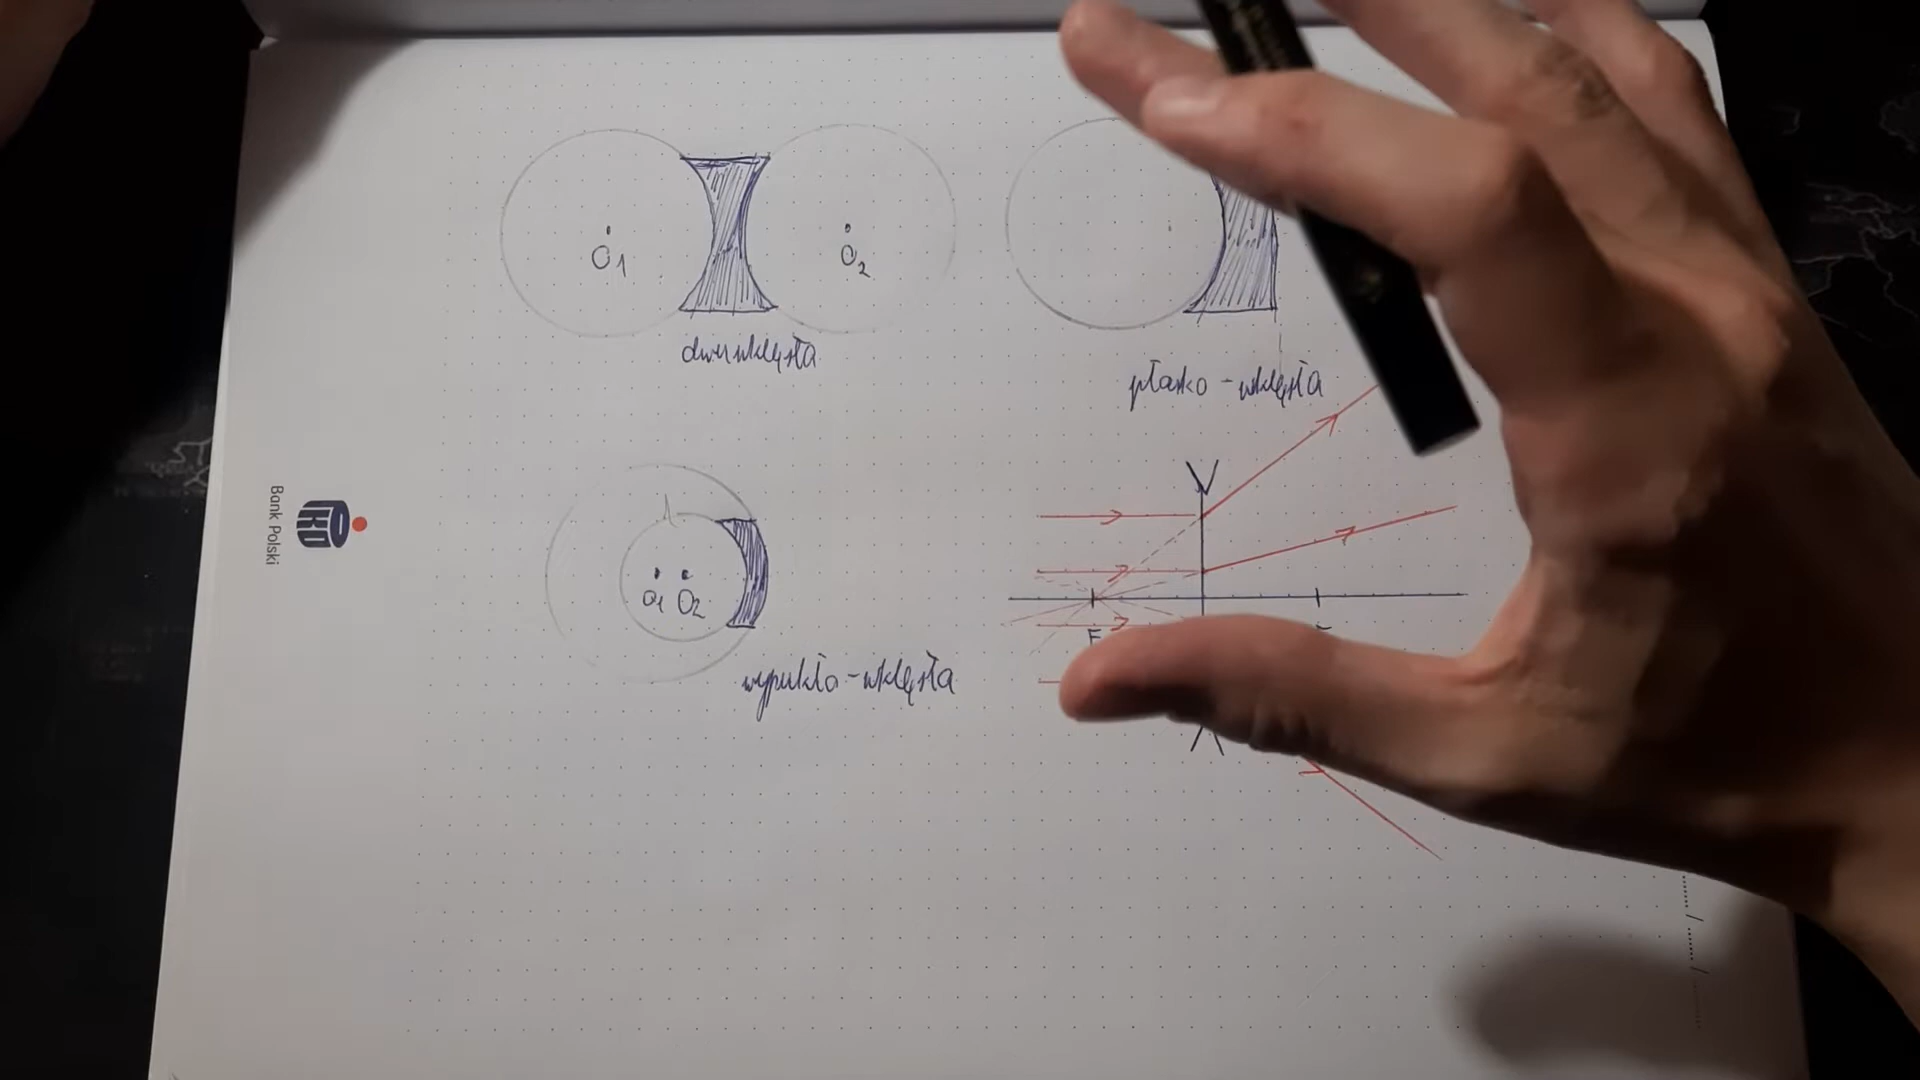 O1
O2
dwuwklęsła
płasko-wklęsła
O1 O2
F
wypukło-wklęsła
Bank Polski